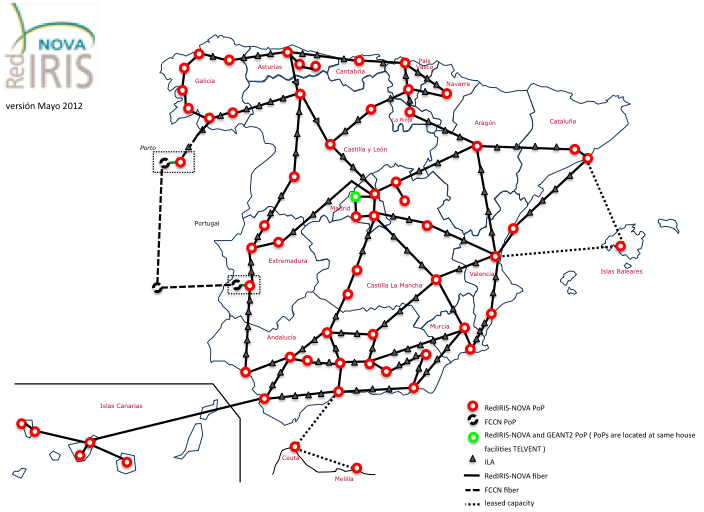 NOVA
RedIRIS
versión Mayo 2012
Galicia
Asturias
Cantabria
País
Vasco
Navarra
La Rioja
Aragón
Cataluña
Porto
Castilla y León
Madrid
Portugal
Extremadura
Castilla La Mancha
Valencia
Islas Baleares
Andalucía
Murcia
Islas Canarias
Ceuta
Melilla
RedIRIS-NOVA PoP
FCCN PoP
RedIRIS-NOVA and GEANT2 PoP ( PoPs are located at same house
facilities TELVENT )
ILA
RedIRIS-NOVA fiber
FCCN fiber
leased capacity